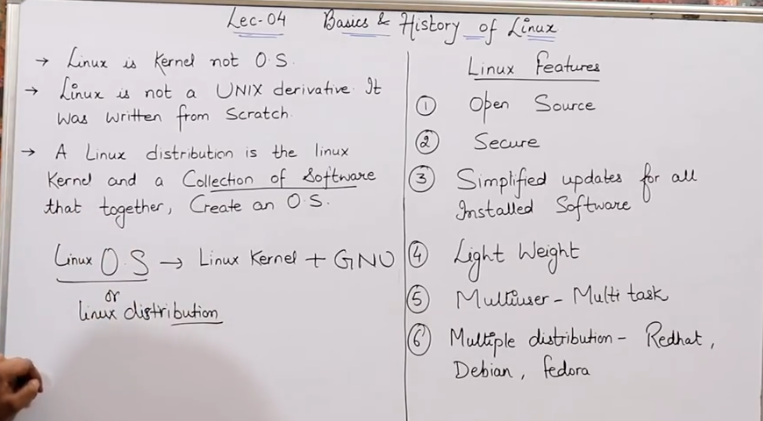 Lec-04 Basics & History of Linux
→ Linux is Kernel not O.S.
→ Linux is not a UNIX derivative. It
was written from Scratch.
→ A Linux distribution is the linux
Kernel and a Collection of Software
that together, Create an O.S.
Linux O.S → Linux Kernel + GNU
or
linux distribution
Linux Features
① Open Source
② Secure
③ Simplified updates for all
Installed Software
④ Light Weight
⑤ Multiuser - Multi task
⑥ Multiple distribution - Redhat,
Debian, fedora